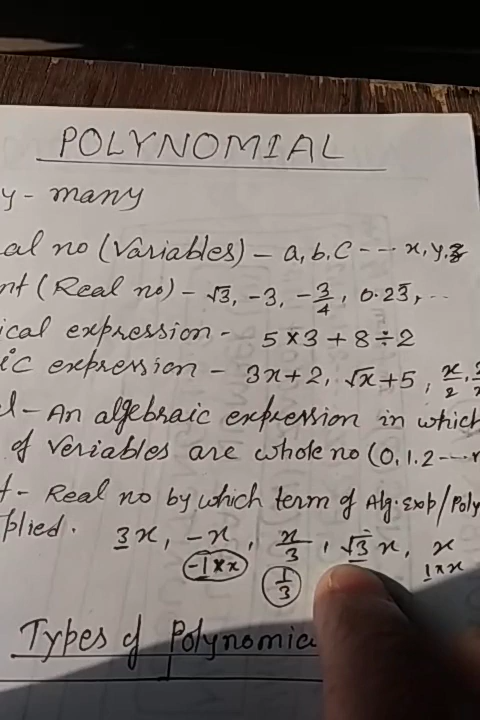 POLYNOMIAL
y - many
al no (Variables) - a, b, C --- x, y, z
nt (Real no) - √3, -3, -3/4, 0.23, ..
ical expression - 5 × 3 + 8 ÷ 2
ic expression - 3x+2, √x+5, x/2,
l - An algebraic expression in which
of Veriables are whole no (0, 1. 2 ---
- Real no by which term of Alg. Exp/Poly
plied. 3x, -x, x/3, √3 x, x
-1 × x 1/3 1 × x
Types of Polynomia